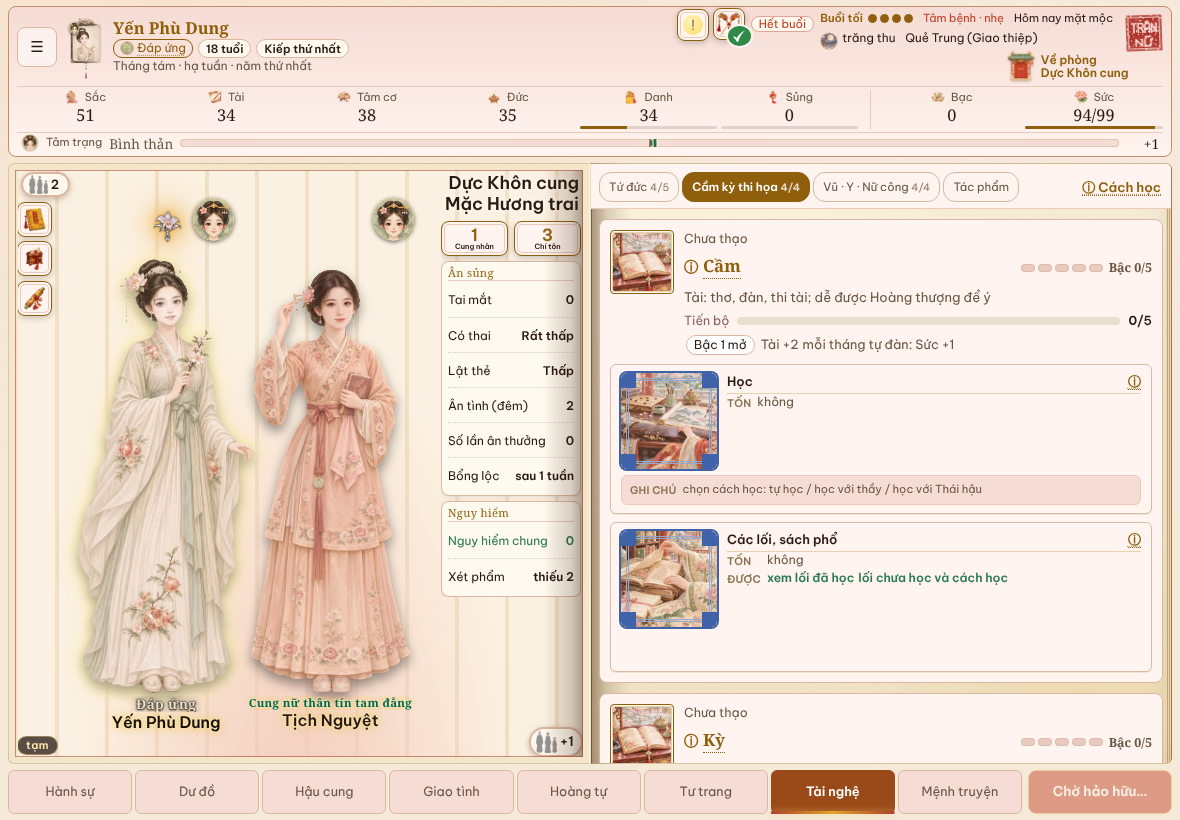 ☰
Yến Phù Dung
Đáp ứng
18 tuổi
Kiếp thứ nhất
Tháng tám · hạ tuần · năm thứ nhất
!
Hết buổi
Buổi tối
Tâm bệnh · nhẹ
Hôm nay mặt mộc
trăng thu
Quẻ Trung (Giao thiệp)
Về phòng
Dực Khôn cung
Sắc
51
Tài
34
Tâm cơ
38
Đức
35
Danh
34
Sủng
0
Bạc
0
Sức
94/99
Tâm trạng
Bình thản
+1
2
Dực Khôn cung
Mặc Hương trai
1
Cung nhân
3
Chí tôn
Ân sủng
Tai mắt 0
Có thai Rất thấp
Lật thẻ Thấp
Ân tình (đêm) 2
Số lần ân thưởng 0
Bổng lộc sau 1 tuần
Nguy hiểm
Nguy hiểm chung 0
Xét phẩm thiếu 2
Đáp ứng
Yến Phù Dung
Cung nữ thân tín tam đẳng
Tịch Nguyệt
tạm
+1
Tứ đức 4/5
Cầm kỳ thi họa 4/4
Vũ · Y · Nữ công 4/4
Tác phẩm
ⓘ Cách học
Chưa thạo
ⓘ Cầm
Bậc 0/5
Tài: thơ, đàn, thi tài; dễ được Hoàng thượng để ý
Tiến bộ 0/5
Bậc 1 mở
Tài +2 mỗi tháng tự đàn: Sức +1
Học ⓘ
TỐN không
GHI CHÚ chọn cách học: tự học / học với thầy / học với Thái hậu
Các lối, sách phổ ⓘ
TỐN không
ĐƯỢC xem lối đã học lối chưa học và cách học
Chưa thạo
ⓘ Kỳ
Bậc 0/5
Hành sự
Dư đồ
Hậu cung
Giao tình
Hoàng tự
Tư trang
Tài nghệ
Mệnh truyện
Chờ hảo hữu...